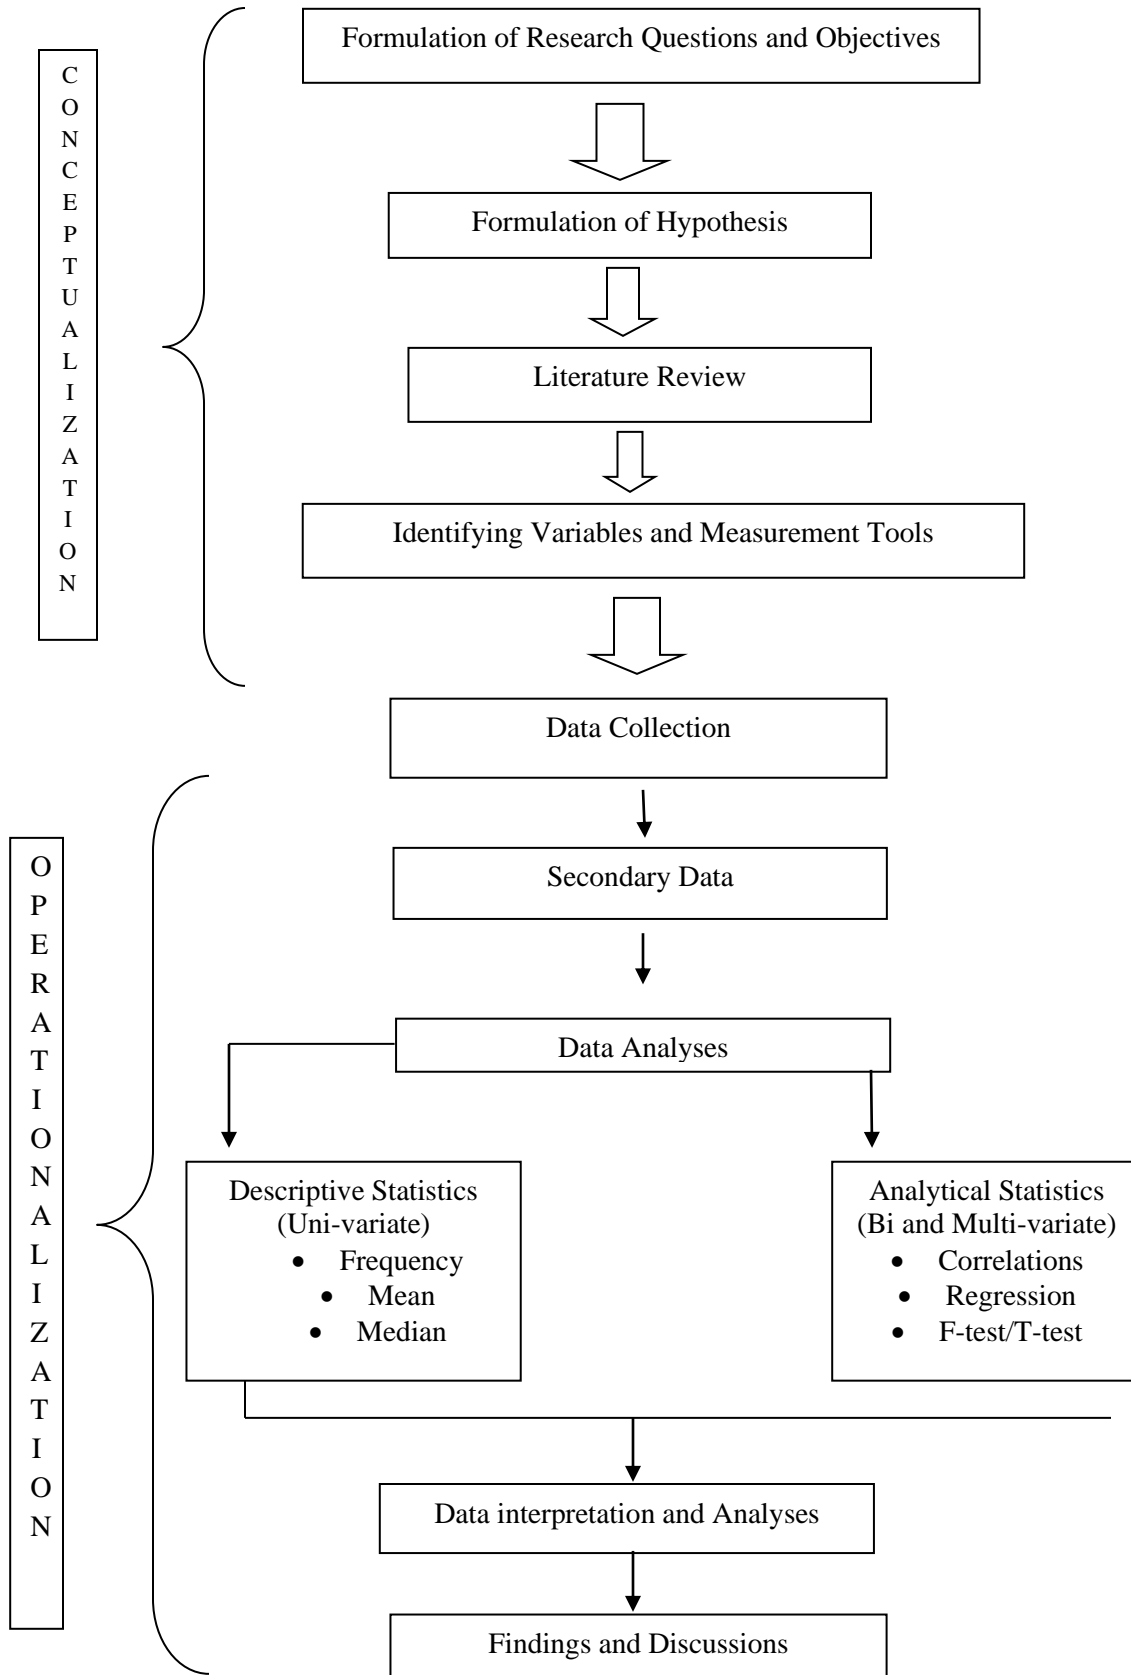 CONCEPTUALIZATION
Formulation of Research Questions and Objectives
Formulation of Hypothesis
Literature Review
Identifying Variables and Measurement Tools
Data Collection
OPERATIONALIZATION
Secondary Data
Data Analyses
Descriptive Statistics
(Uni-variate)
• Frequency
• Mean
• Median
Analytical Statistics
(Bi and Multi-variate)
• Correlations
• Regression
• F-test/T-test
Data interpretation and Analyses
Findings and Discussions